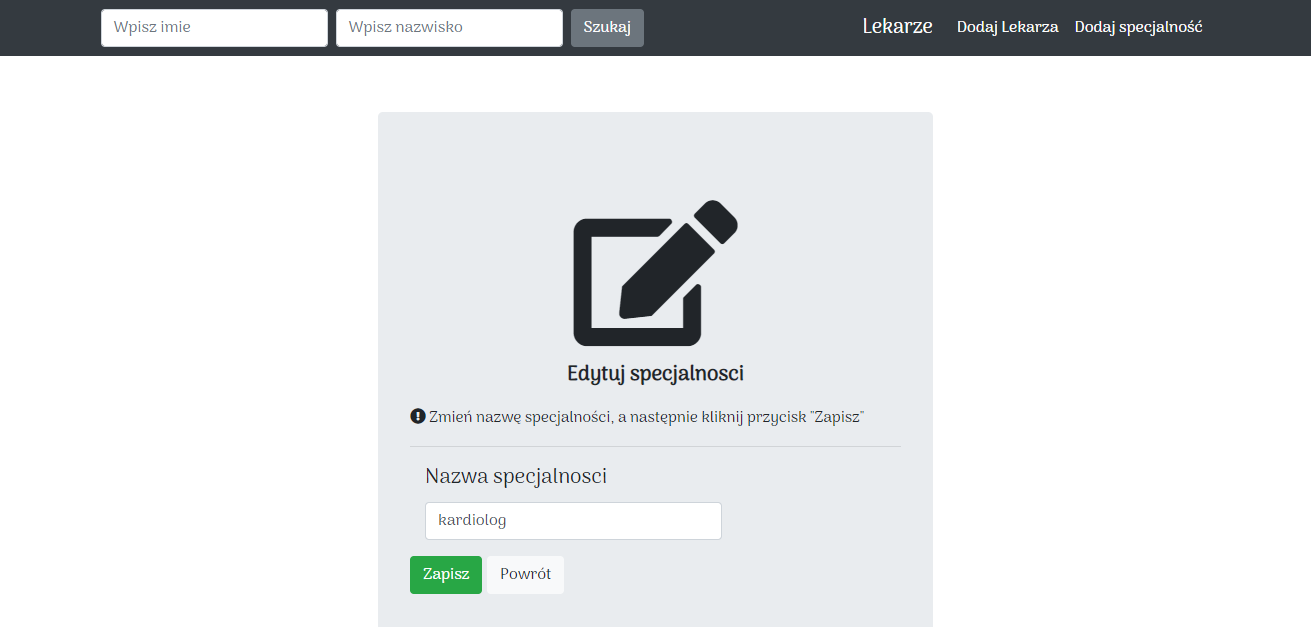 Wpisz imie Wpisz nazwisko Szukaj Lekarze Dodaj Lekarza Dodaj specjalność
Edytuj specjalnosci
Zmień nazwę specjalności, a następnie kliknij przycisk "Zapisz"
Nazwa specjalnosci
kardiolog
Zapisz Powrót